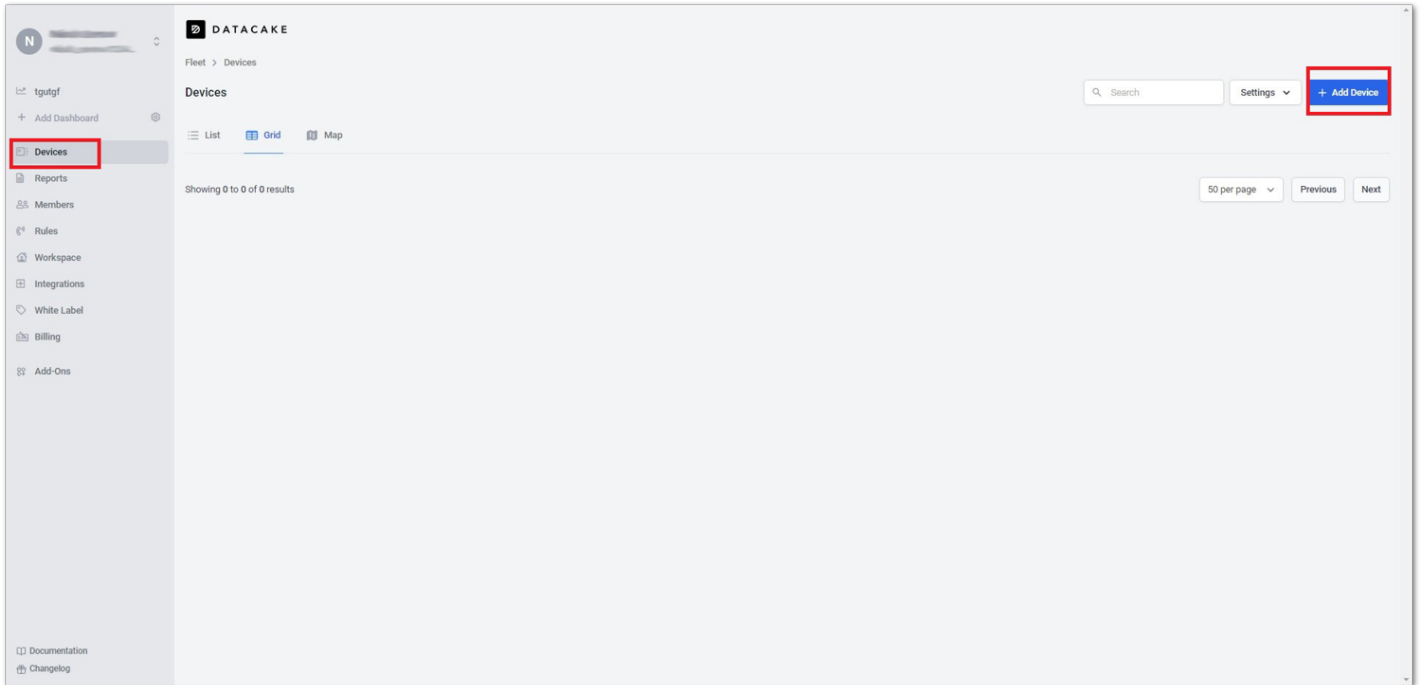 N
DATACAKE
Fleet > Devices
Devices
Search
Settings
+ Add Device
List
Grid
Map
Showing 0 to 0 of 0 results
50 per page
Previous
Next
tgutgf
+ Add Dashboard
Devices
Reports
Members
Rules
Workspace
Integrations
White Label
Billing
Add-Ons
Documentation
Changelog